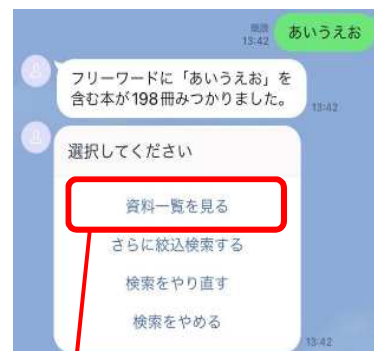 あいうえお
既読
13:42
フリーワードに「あいうえお」を
含む本が198冊みつかりました。
13:42
選択してください
資料一覧を見る
さらに絞込検索する
検索をやり直す
検索をやめる
13:42